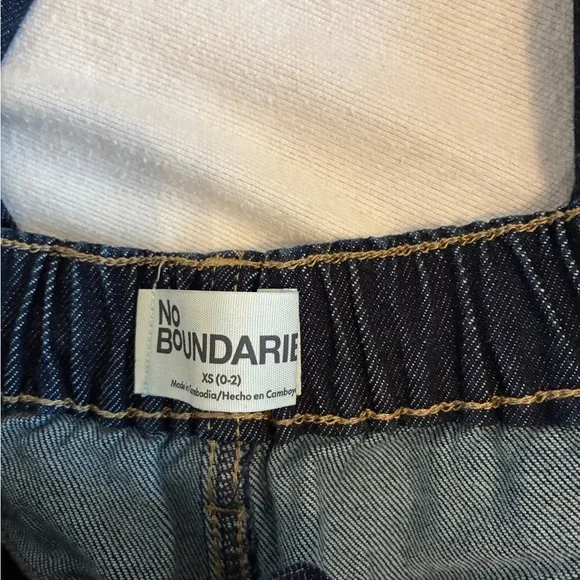 No
BOUNDARIE
XS (0-2)
Made in Cambodia/Hecho en Camboy